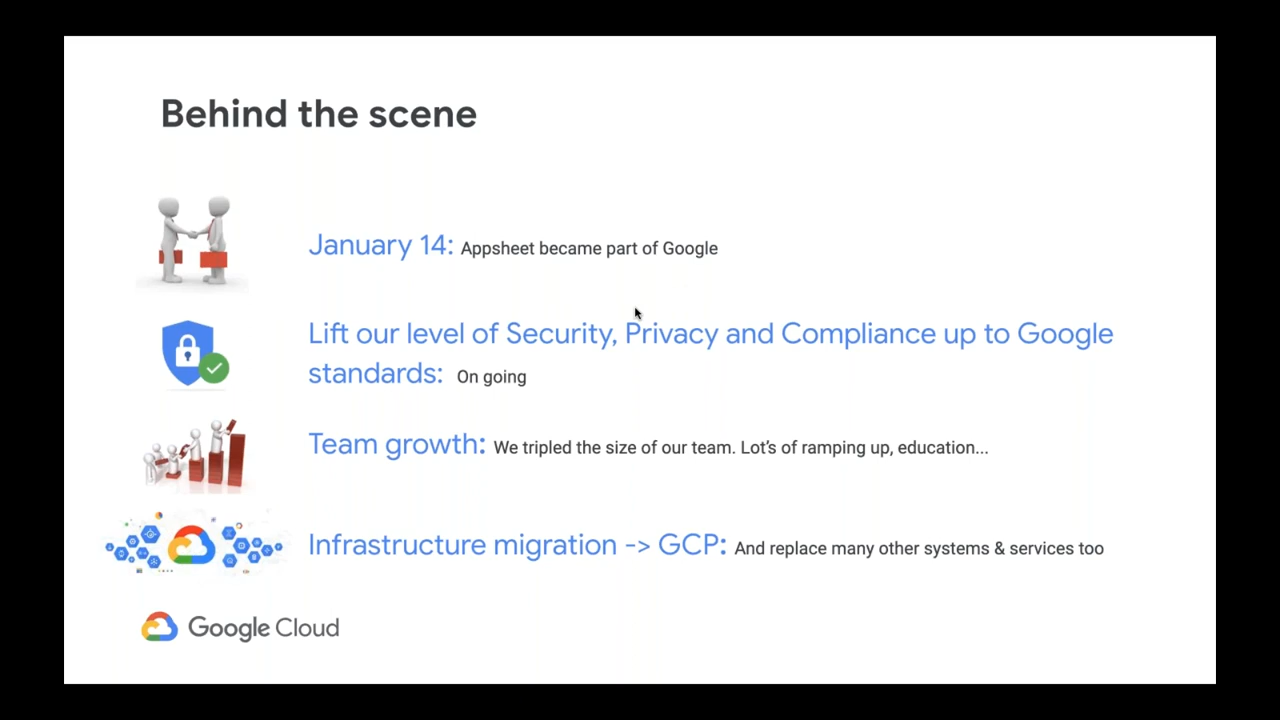 Behind the scene
January 14: Appsheet became part of Google
Lift our level of Security, Privacy and Compliance up to Google
standards: On going
Team growth: We tripled the size of our team. Lot's of ramping up, education...
Infrastructure migration -> GCP: And replace many other systems & services too
Google Cloud